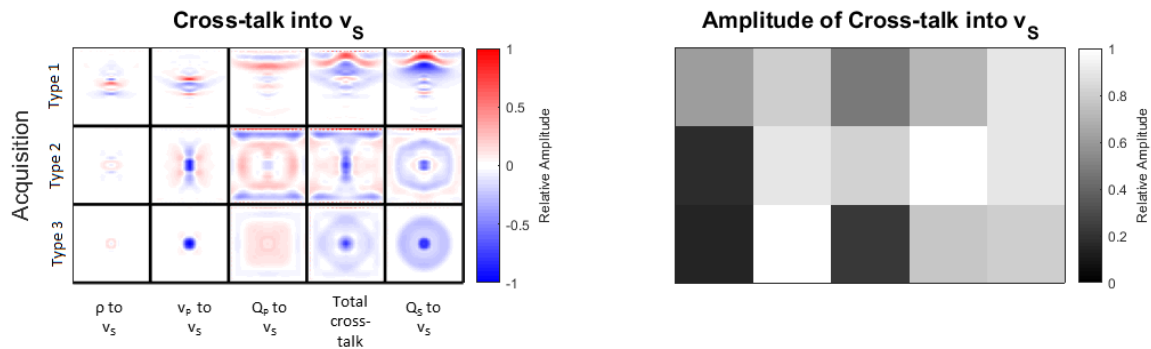 Cross-talk into vS
Acquisition
Type 1
Type 2
Type 3
1
0.5
0
-0.5
-1
Relative Amplitude
ρ to
vS
vP to
vS
QP to
vS
Total
cross-
talk
QS to
vS
Amplitude of Cross-talk into vS
1
0.8
0.6
0.4
0.2
0
Relative Amplitude